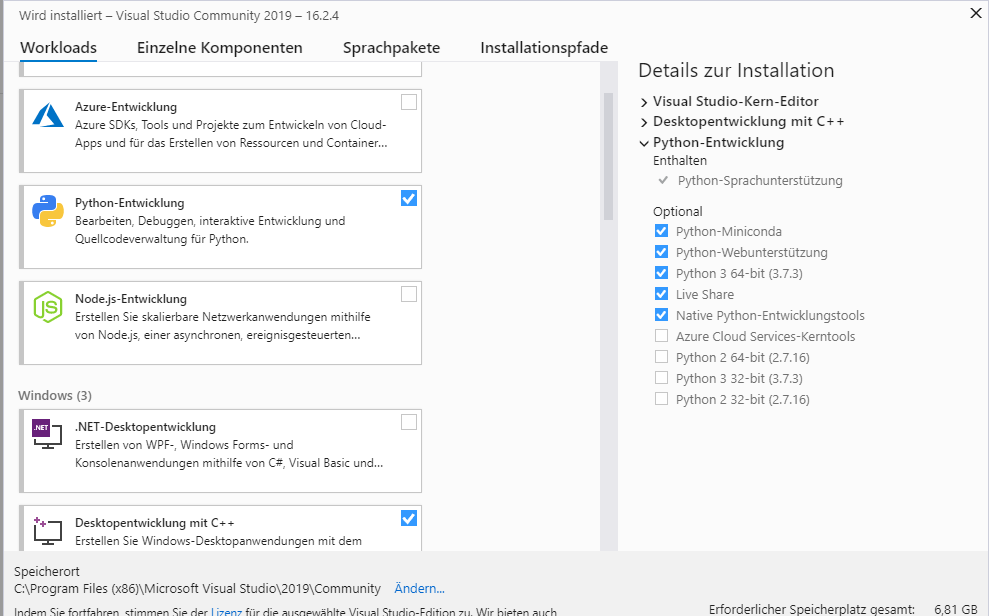 Wird installiert – Visual Studio Community 2019 – 16.2.4
Workloads
Einzelne Komponenten
Sprachpakete
Installationspfade
Azure-Entwicklung
Azure SDKs, Tools und Projekte zum Entwickeln von Cloud-
Apps und für das Erstellen von Ressourcen und Container...
Python-Entwicklung
Bearbeiten, Debuggen, interaktive Entwicklung und
Quellcodeverwaltung für Python.
JS
Node.js-Entwicklung
Erstellen Sie skalierbare Netzwerkanwendungen mithilfe
von Node.js, einer asynchronen, ereignisgesteuerten...
Windows (3)
.NET
.NET-Desktopentwicklung
Erstellen von WPF-, Windows Forms- und
Konsolenanwendungen mithilfe von C#, Visual Basic und...
Desktopentwicklung mit C++
Erstellen Sie Windows-Desktopanwendungen mit dem
Details zur Installation
Visual Studio-Kern-Editor
Desktopentwicklung mit C++
Python-Entwicklung
Enthalten
Python-Sprachunterstützung
Optional
Python-Miniconda
Python-Webunterstützung
Python 3 64-bit (3.7.3)
Live Share
Native Python-Entwicklungstools
Azure Cloud Services-Kerntools
Python 2 64-bit (2.7.16)
Python 3 32-bit (3.7.3)
Python 2 32-bit (2.7.16)
Speicherort
C:\Program Files (x86)\Microsoft Visual Studio\2019\Community Ändern...
Indem Sie fortfahren, stimmen Sie der Lizenz für die ausgewählte Visual Studio-Edition zu. Wir bieten auch
Erforderlicher Speicherplatz gesamt: 6,81 GB